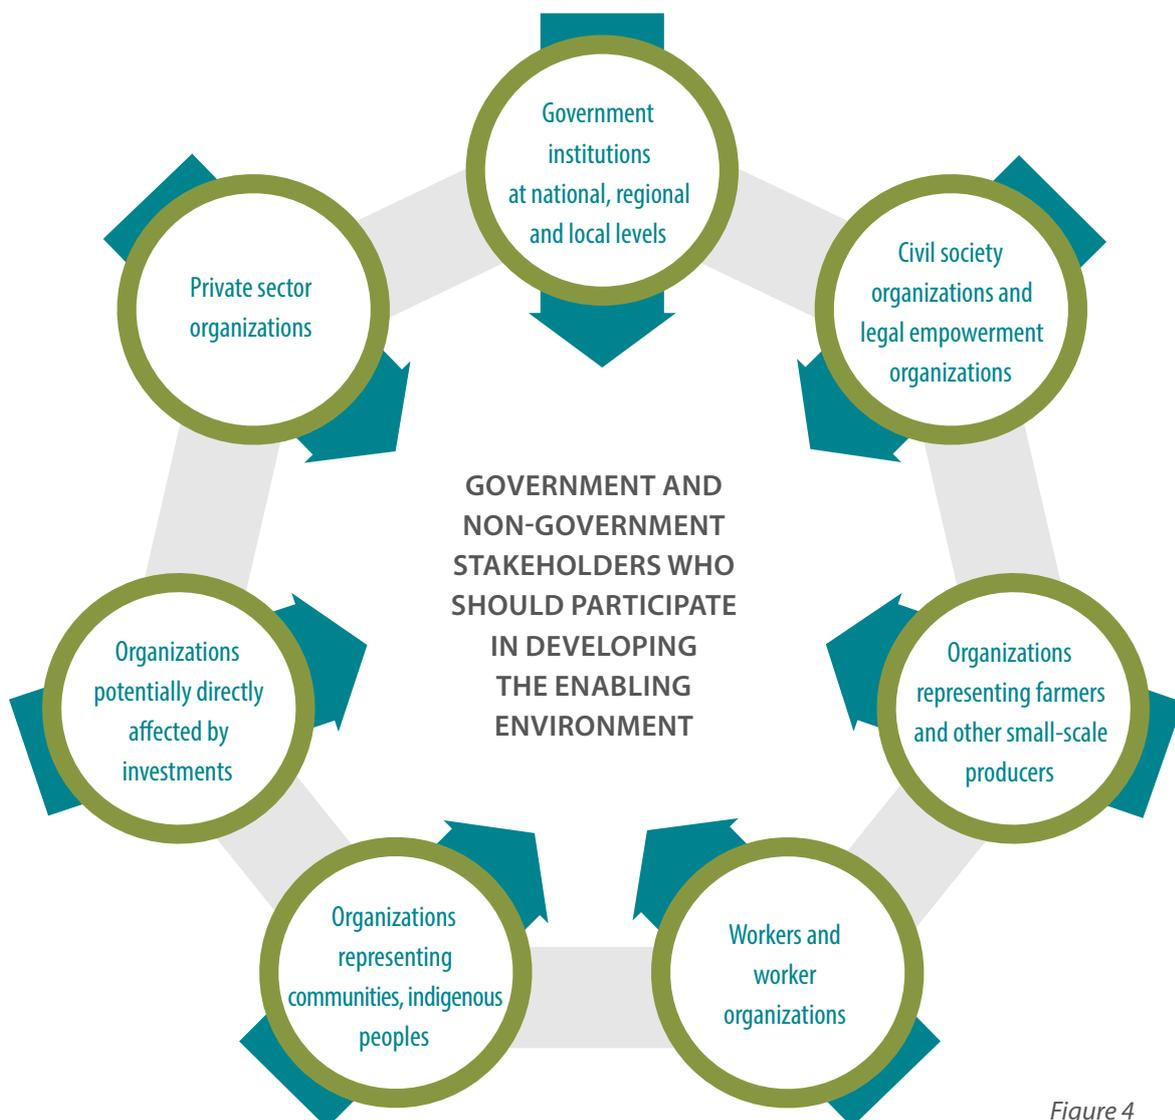 Government
institutions
at national, regional
and local levels
Civil society
organizations and
legal empowerment
organizations
Private sector
organizations
GOVERNMENT AND
NON-GOVERNMENT
STAKEHOLDERS WHO
SHOULD PARTICIPATE
IN DEVELOPING
THE ENABLING
ENVIRONMENT
Organizations
representing farmers
and other small-scale
producers
Organizations
potentially directly
affected by
investments
Workers and
worker
organizations
Organizations
representing
communities, indigenous
peoples
Figure 4